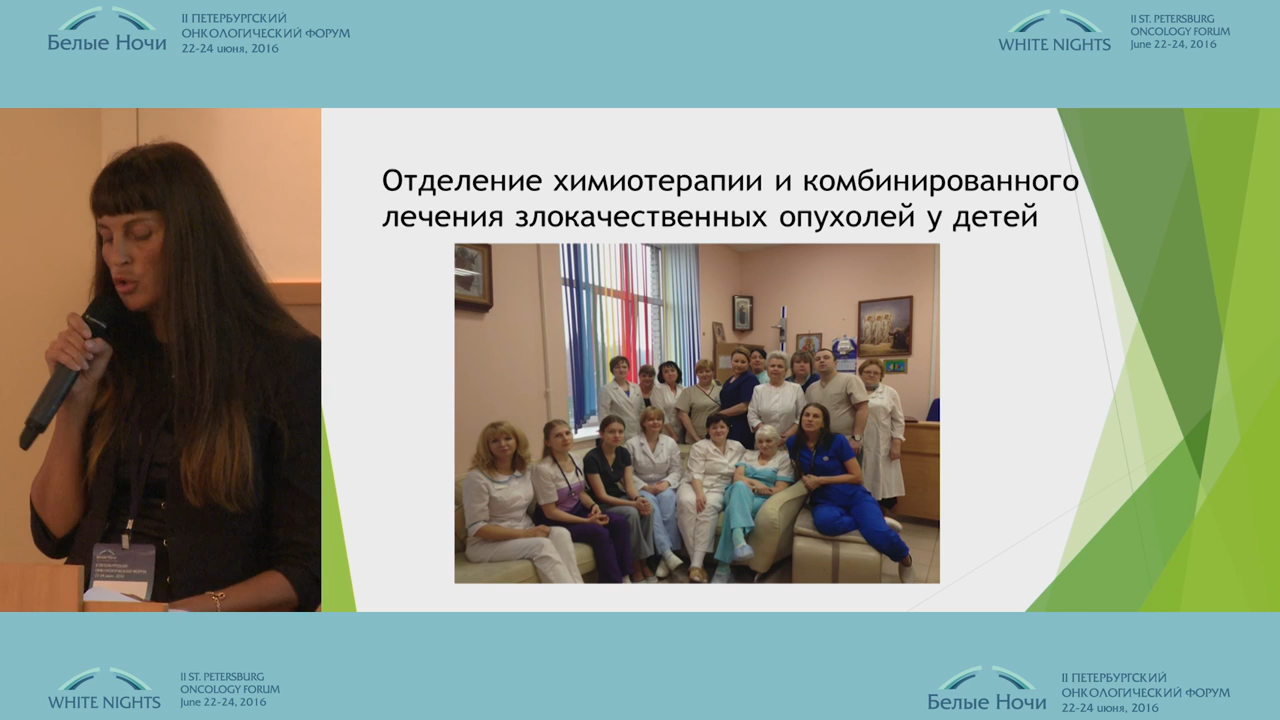 Белые Ночи
II ПЕТЕРБУРГСКИЙ
ОНКОЛОГИЧЕСКИЙ ФОРУМ
22-24 июня, 2016
WHITE NIGHTS
II ST. PETERSBURG
ONCOLOGY FORUM
June 22-24, 2016
Отделение химиотерапии и комбинированного
лечения злокачественных опухолей у детей
WHITE NIGHTS
II ST. PETERSBURG
ONCOLOGY FORUM
June 22-24, 2016
Белые Ночи
II ПЕТЕРБУРГСКИЙ
ОНКОЛОГИЧЕСКИЙ ФОРУМ
22-24 июня, 2016